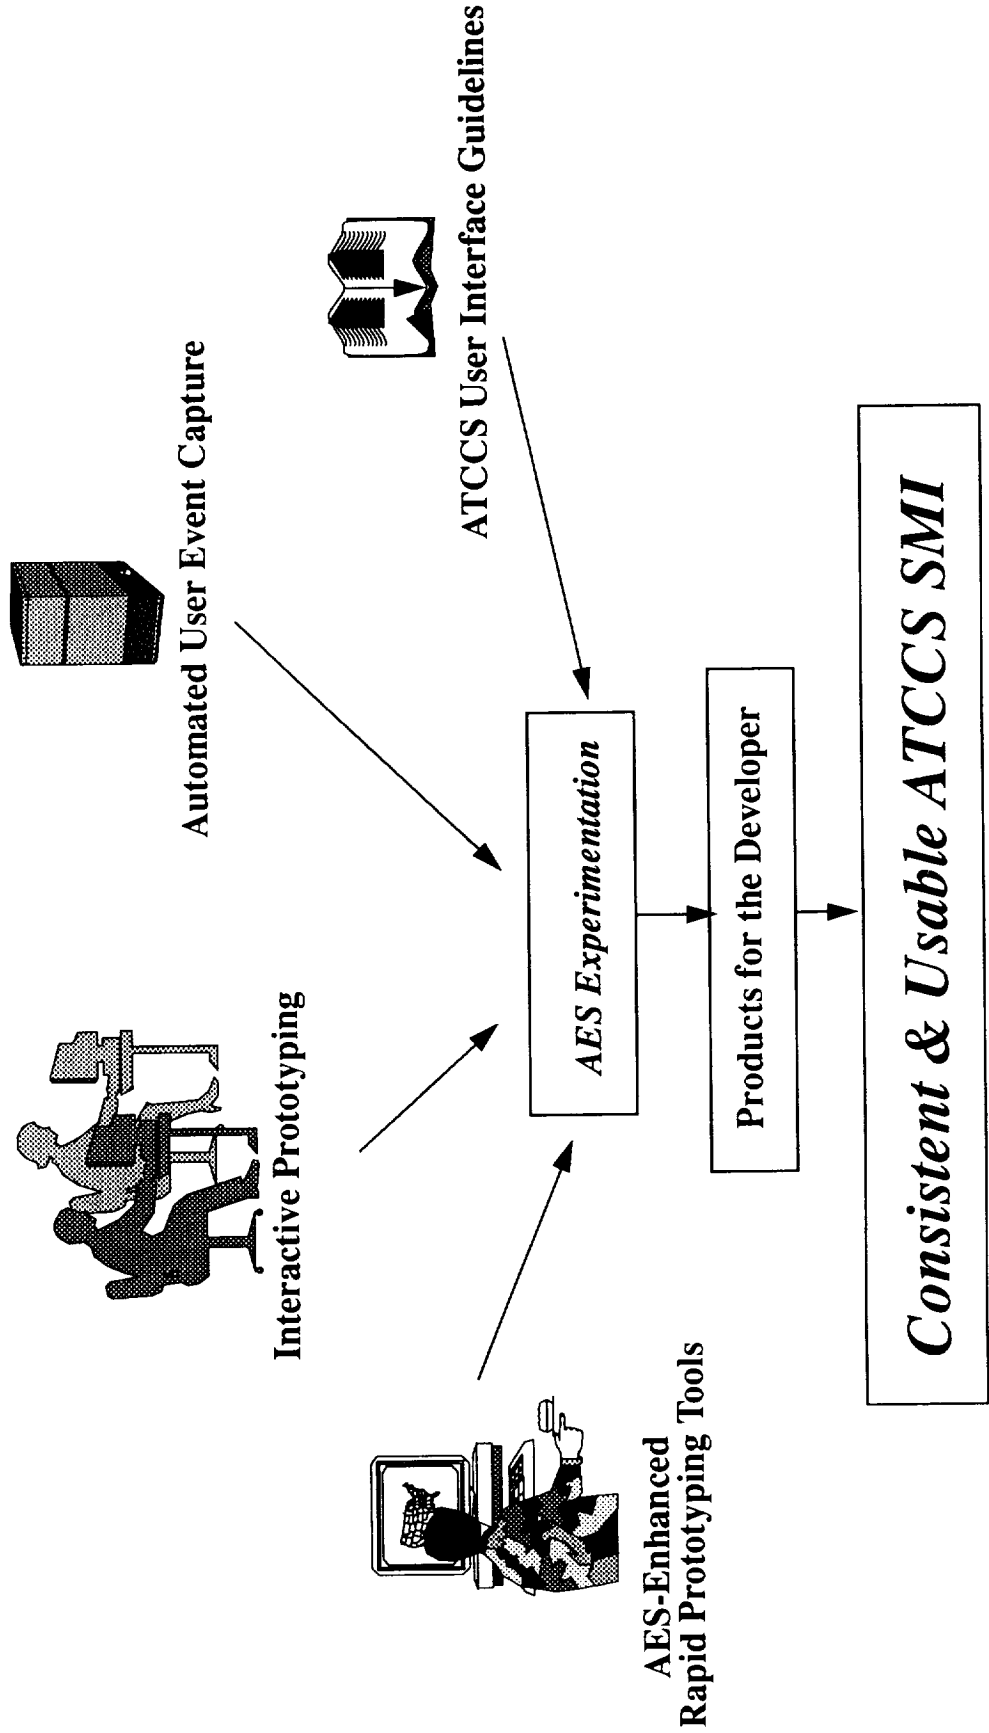 Interactive Prototyping
Automated User Event Capture
AES-Enhanced
Rapid Prototyping Tools
ATCCS User Interface Guidelines
AES Experimentation
Products for the Developer
Consistent & Usable ATCCS SMI